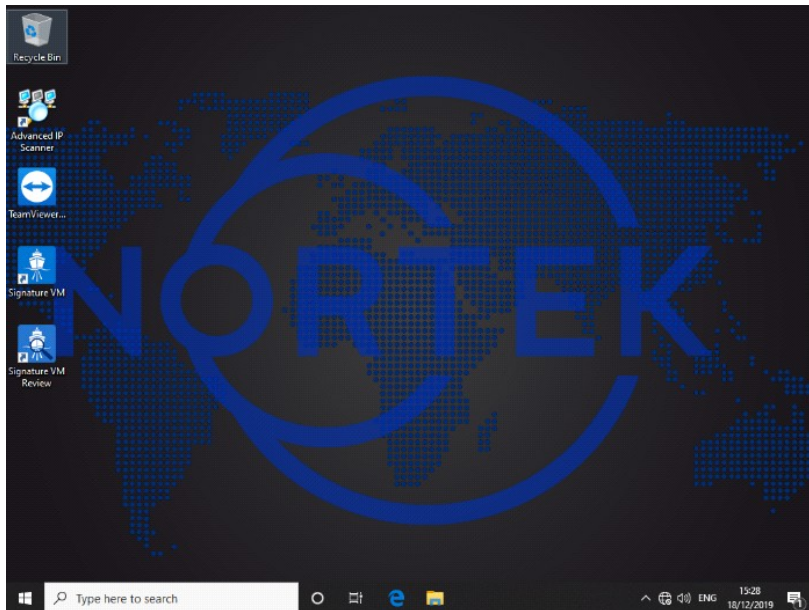 Recycle Bin
Advanced IP
Scanner
TeamViewer...
Signature VM
Signature VM
Review
NORTEK
Type here to search
ENG
15:28
18/12/2019